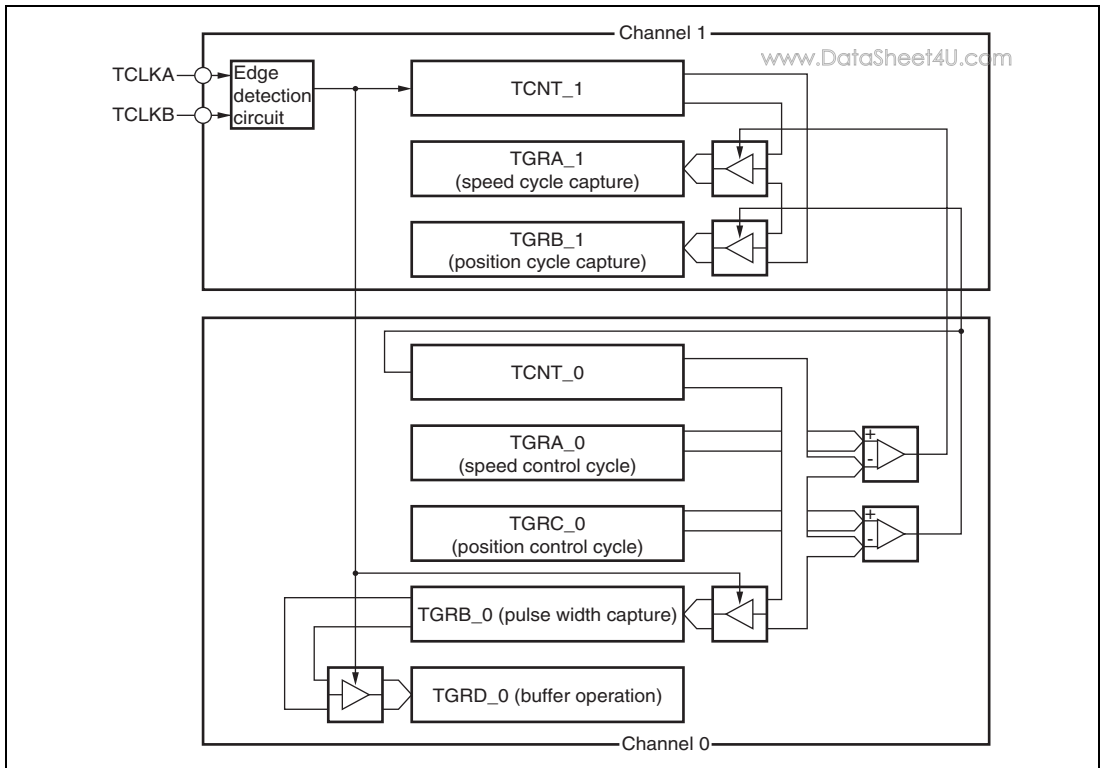 Channel 1
www.DataSheet4U.com
TCLKA
TCLKB
Edge
detection
circuit
TCNT_1
TGRA_1
(speed cycle capture)
TGRB_1
(position cycle capture)
TCNT_0
TGRA_0
(speed control cycle)
+
-
TGRC_0
(position control cycle)
+
-
TGRB_0 (pulse width capture)
TGRD_0 (buffer operation)
Channel 0